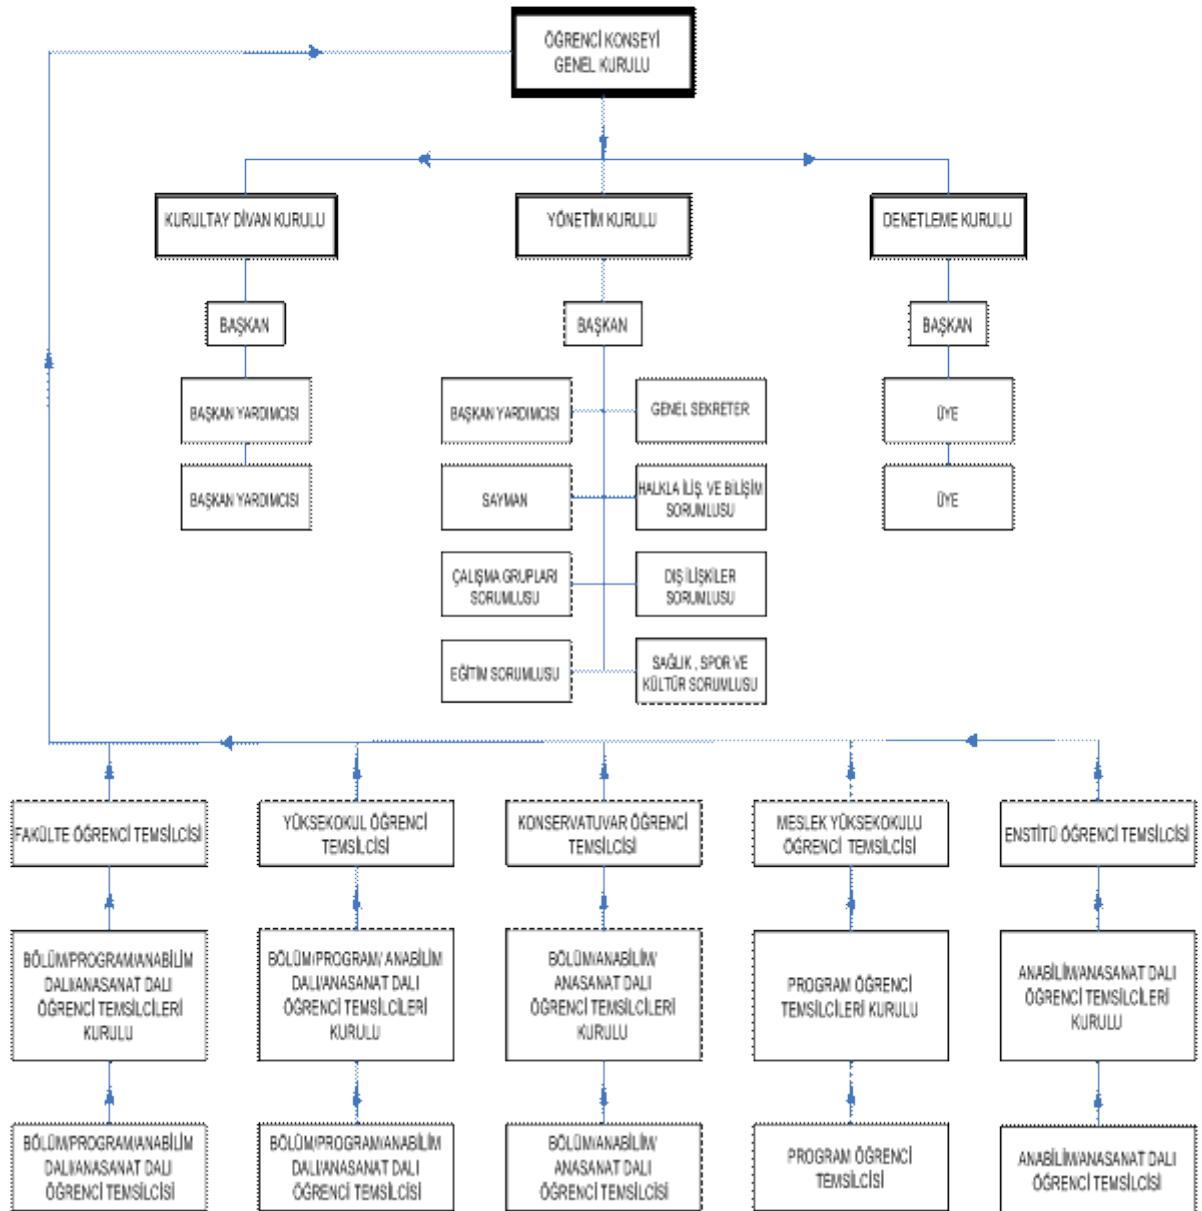 ÖĞRENCİ KONSEYİ
GENEL KURULU
KURULTAY DİVAN KURULU
YÖNETİM KURULU
DENETLEME KURULU
BAŞKAN
BAŞKAN
BAŞKAN
BAŞKAN YARDIMCISI
BAŞKAN YARDIMCISI
GENEL SEKRETER
ÜYE
BAŞKAN YARDIMCISI
SAYMAN
HALKLA İLİŞ. VE BİLİŞİM
SORUMLUSU
ÜYE
ÇALIŞMA GRUPLARI
SORUMLUSU
DIŞ İLİŞKİLER
SORUMLUSU
EĞİTİM SORUMLUSU
SAĞLIK , SPOR VE
KÜLTÜR SORUMLUSU
FAKÜLTE ÖĞRENCİ TEMSİLCİSİ
YÜKSEKOKUL ÖĞRENCİ
TEMSİLCİSİ
KONSERVATUVAR ÖĞRENCİ
TEMSİLCİSİ
MESLEK YÜKSEKOKULU
ÖĞRENCİ TEMSİLCİSİ
ENSTİTÜ ÖĞRENCİ TEMSİLCİSİ
BÖLÜM/PROGRAM/ANABİLİM
DALI/ANASANAT DALI
ÖĞRENCİ TEMSİLCİLERİ
KURULU
BÖLÜM/PROGRAM/ ANABİLİM
DALI/ANASANAT DALI
ÖĞRENCİ TEMSİLCİLERİ
KURULU
BÖLÜM/ANABİLİM/
ANASANAT DALI
ÖĞRENCİ TEMSİLCİLERİ
KURULU
PROGRAM ÖĞRENCİ
TEMSİLCİLERİ KURULU
ANABİLİM/ANASANAT DALI
ÖĞRENCİ TEMSİLCİLERİ
KURULU
BÖLÜM/PROGRAM/ANABİLİM
DALI/ANASANAT DALI
ÖĞRENCİ TEMSİLCİSİ
BÖLÜM/PROGRAM/ANABİLİM
DALI/ANASANAT DALI
ÖĞRENCİ TEMSİLCİSİ
BÖLÜM/ANABİLİM/
ANASANAT DALI
ÖĞRENCİ TEMSİLCİSİ
PROGRAM ÖĞRENCİ
TEMSİLCİSİ
ANABİLİM/ANASANAT DALI
ÖĞRENCİ TEMSİLCİSİ